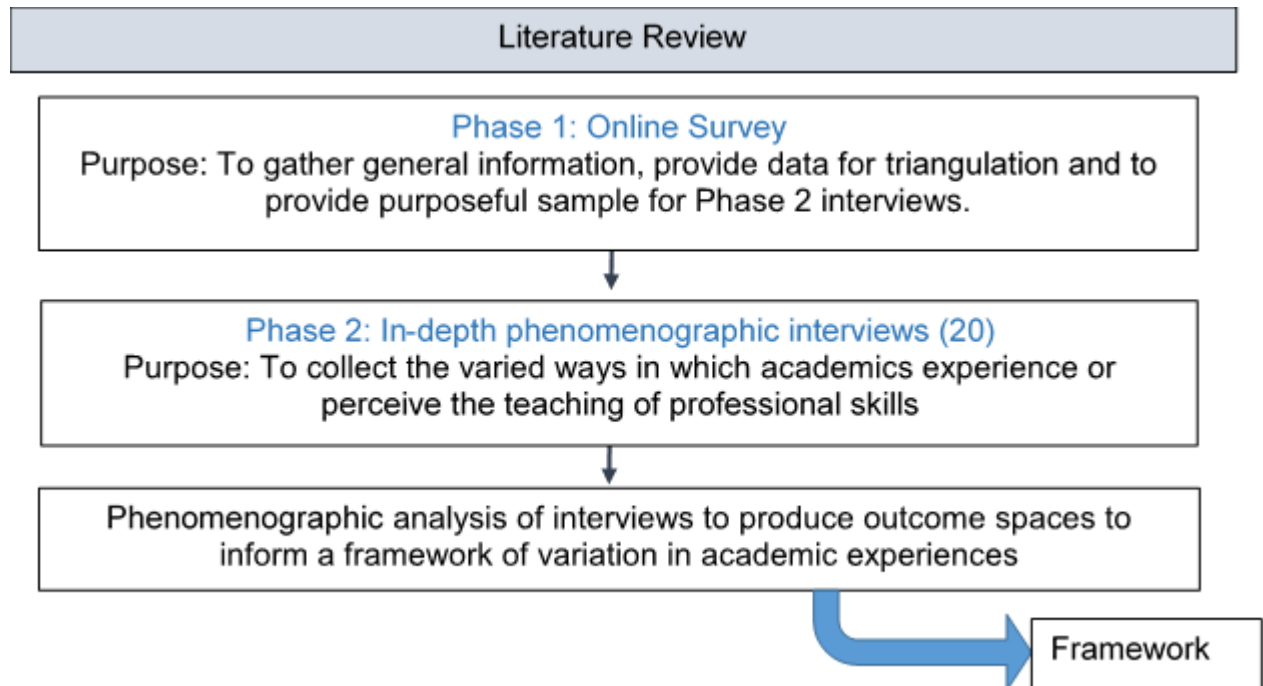 Literature Review
Phase 1: Online Survey
Purpose: To gather general information, provide data for triangulation and to
provide purposeful sample for Phase 2 interviews.
Phase 2: In-depth phenomenographic interviews (20)
Purpose: To collect the varied ways in which academics experience or
perceive the teaching of professional skills
Phenomenographic analysis of interviews to produce outcome spaces to
inform a framework of variation in academic experiences
Framework